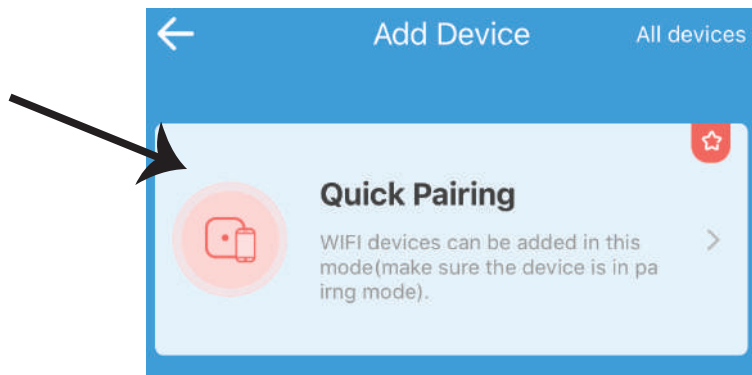 Add Device All devices
Quick Pairing
WIFI devices can be added in this
mode(make sure the device is in pa
irng mode).